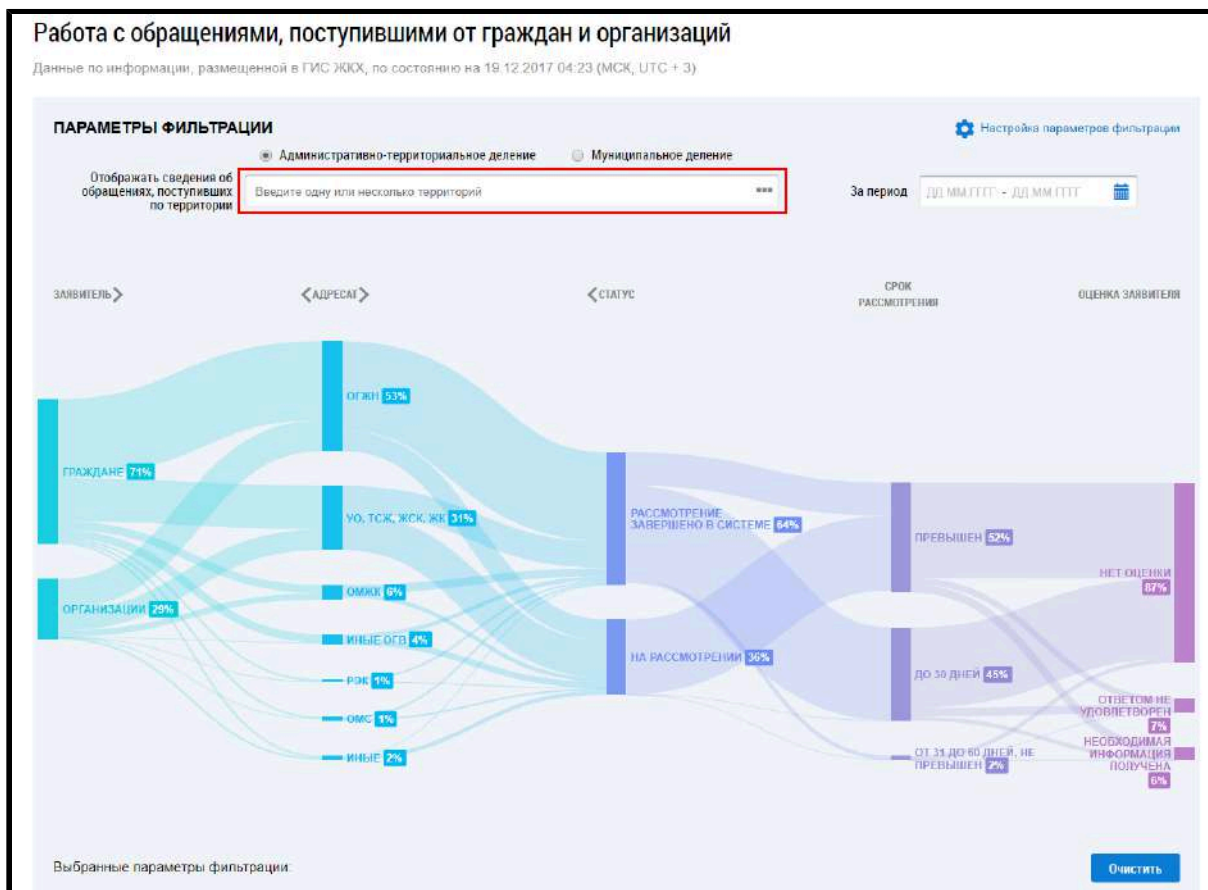 Работа с обращениями, поступившими от граждан и организаций
Данные по информации, размещенной в ГИС ЖКХ, по состоянию на 19.12.2017 04:23 (МСК, UTC + 3)
ПАРАМЕТРЫ ФИЛЬТРАЦИИ
Настройка параметров фильтрации
Административно-территориальное деление
Муниципальное деление
Отображать сведения об
обращениях, поступивших
по территории
Введите одну или несколько территорий
За период
ДД.ММ.ГГГГ - ДД.ММ.ГГГГ
ЗАЯВИТЕЛЬ
АДРЕСАТ
СТАТУС
СРОК
РАССМОТРЕНИЯ
ОЦЕНКА ЗАЯВИТЕЛЯ
ГРАЖДАНЕ 71%
ОРГАНИЗАЦИИ 29%
ОГЖН 53%
УО, ТСЖ, ЖСК, ЖК 31%
ОМЖК 6%
ИНЫЕ ОГВ 4%
РЭК 1%
ОМС 1%
ИНЫЕ 2%
РАССМОТРЕНИЕ
ЗАВЕРШЕНО В СИСТЕМЕ 64%
НА РАССМОТРЕНИИ 36%
ПРЕВЫШЕН 52%
ДО 30 ДНЕЙ 45%
ОТ 31 ДО 60 ДНЕЙ, НЕ
ПРЕВЫШЕН 2%
НЕТ ОЦЕНКИ
87%
ОТВЕТОМ НЕ
УДОВЛЕТВОРЕН
7%
НЕОБХОДИМАЯ
ИНФОРМАЦИЯ
ПОЛУЧЕНА
6%
Выбранные параметры фильтрации:
Очистить